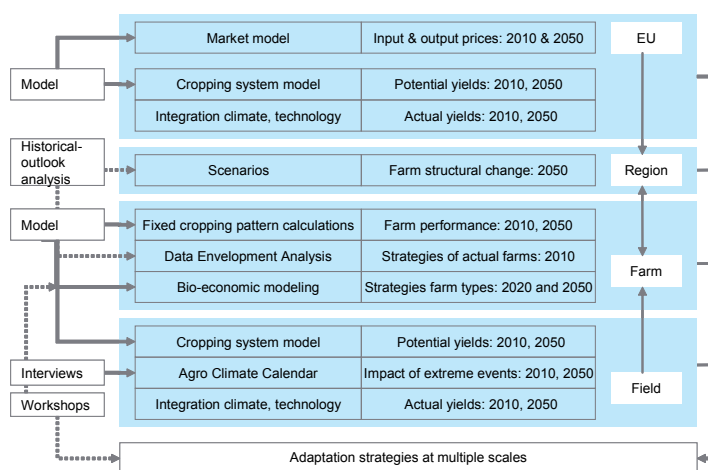 Market model Input & output prices: 2010 & 2050 EU
Model Cropping system model Potential yields: 2010, 2050
Integration climate, technology Actual yields: 2010, 2050
Historical-
outlook
analysis
Scenarios Farm structural change: 2050 Region
Model Fixed cropping pattern calculations Farm performance: 2010, 2050
Data Envelopment Analysis Strategies of actual farms: 2010
Farm
Bio-economic modeling Strategies farm types: 2020 and 2050
Cropping system model Potential yields: 2010, 2050
Interviews Agro Climate Calendar Impact of extreme events: 2010, 2050
Field
Workshops Integration climate, technology Actual yields: 2010, 2050
Adaptation strategies at multiple scales